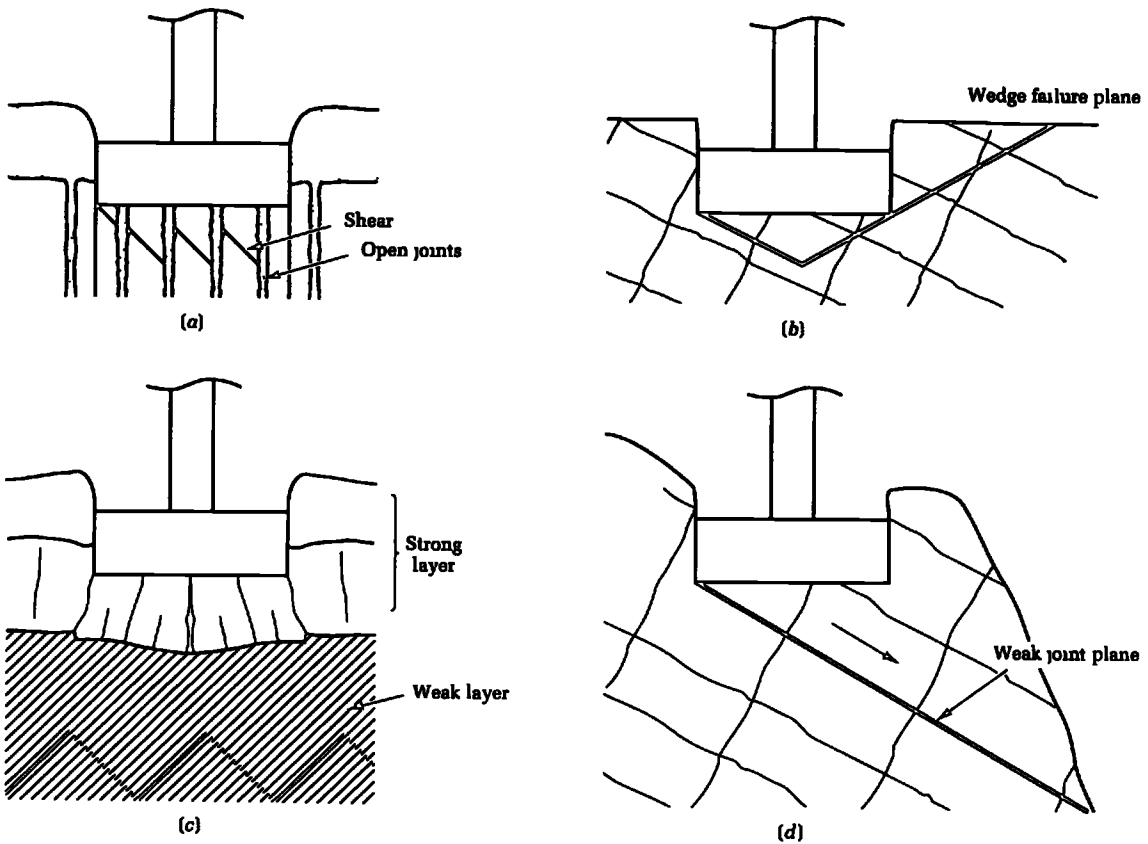 Shear
Open joints
(a)
Wedge failure plane
(b)
Strong
layer
Weak layer
(c)
Weak joint plane
(d)